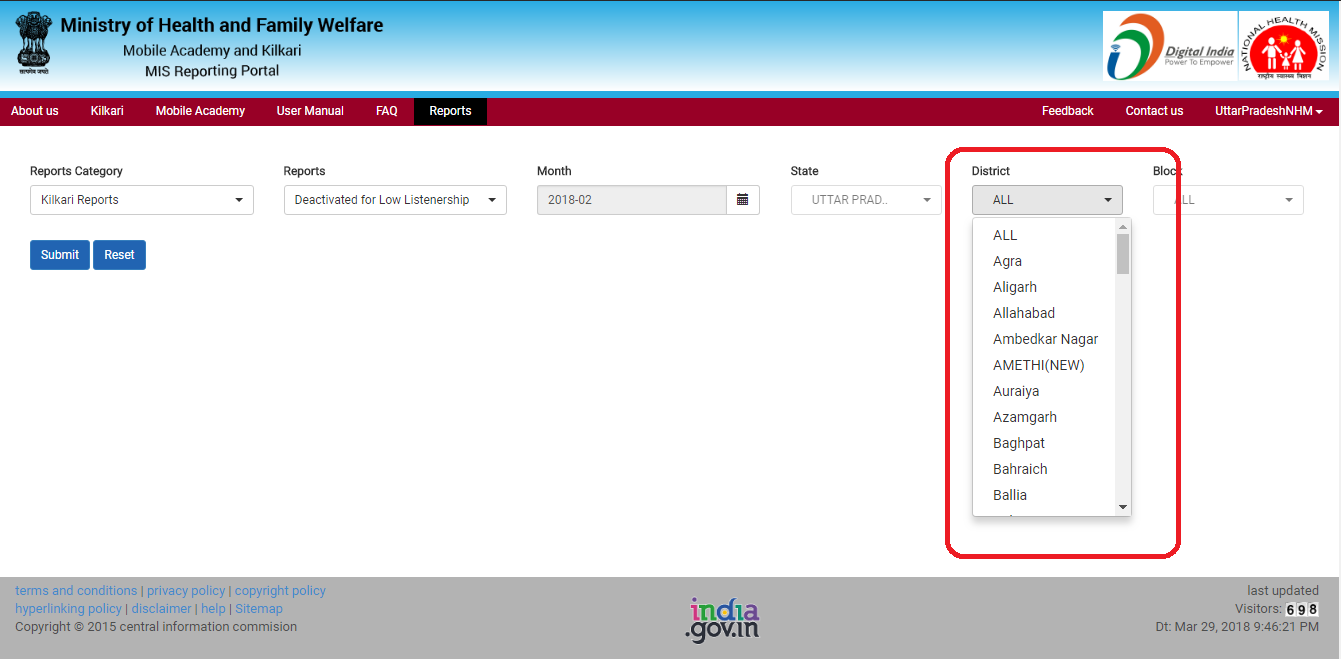 Ministry of Health and Family Welfare
Mobile Academy and Kilkari
MIS Reporting Portal
सत्यमेव जयते
Digital India
Power To Empower
NATIONAL HEALTH MISSION
राष्ट्रीय स्वास्थ्य मिशन
About us Kilkari Mobile Academy User Manual FAQ Reports Feedback Contact us UttarPradeshNHM
Reports Category Reports Month State District Block
Kilkari Reports Deactivated for Low Listenership 2018-02 UTTAR PRAD.. ALL ALL
Submit Reset
ALL
Agra
Aligarh
Allahabad
Ambedkar Nagar
AMETHI(NEW)
Auraiya
Azamgarh
Baghpat
Bahraich
Ballia
terms and conditions | privacy policy | copyright policy
hyperlinking policy | disclaimer | help | Sitemap
Copyright © 2015 central information commision
india
.gov.in
last updated
Visitors: 698
Dt: Mar 29, 2018 9:46:21 PM